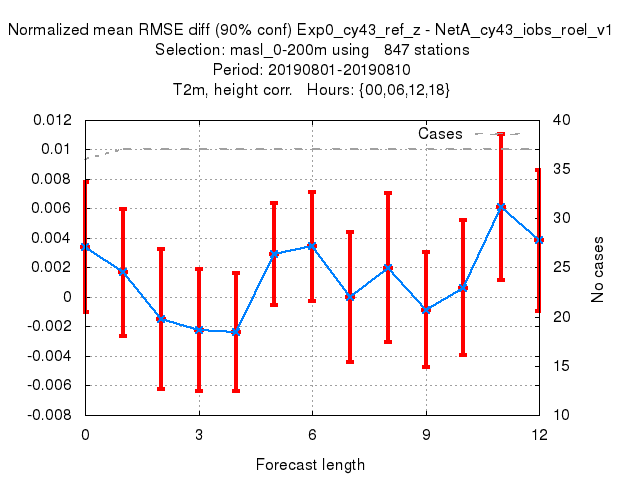 Normalized mean RMSE diff (90% conf) Exp0_cy43_ref_z - NetA_cy43_iobs_roel_v1
Selection: masl_0-200m using   847 stations
Period: 20190801-20190810
T2m, height corr.   Hours: {00,06,12,18}
Cases
0.012
0.01
0.008
0.006
0.004
0.002
0
-0.002
-0.004
-0.006
-0.008
40
35
30
25
20
15
10
No cases
0 3 6 9 12
Forecast length